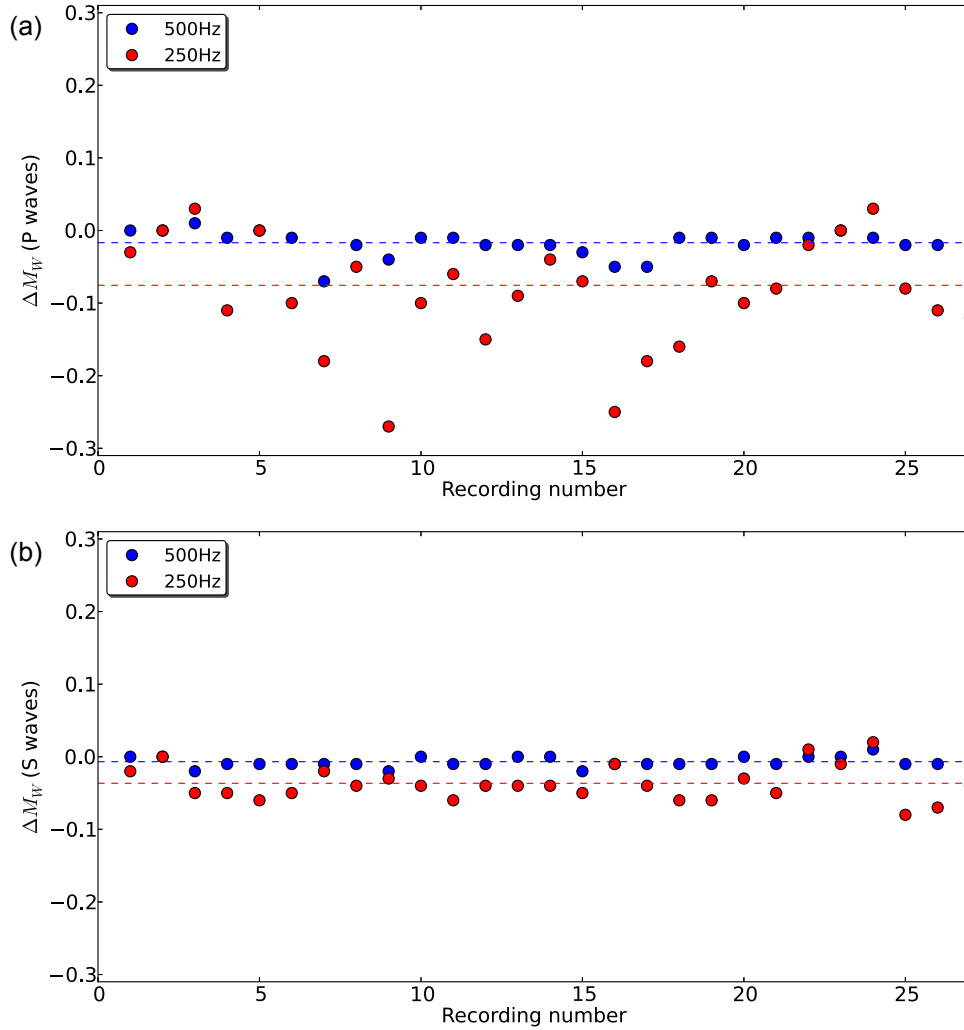 (a)
500Hz
250Hz
0.3
0.2
0.1
0.0
−0.1
−0.2
−0.3
ΔM_W (P waves)
0 5 10 15 20 25
Recording number
(b)
500Hz
250Hz
0.3
0.2
0.1
0.0
−0.1
−0.2
−0.3
ΔM_W (S waves)
0 5 10 15 20 25
Recording number